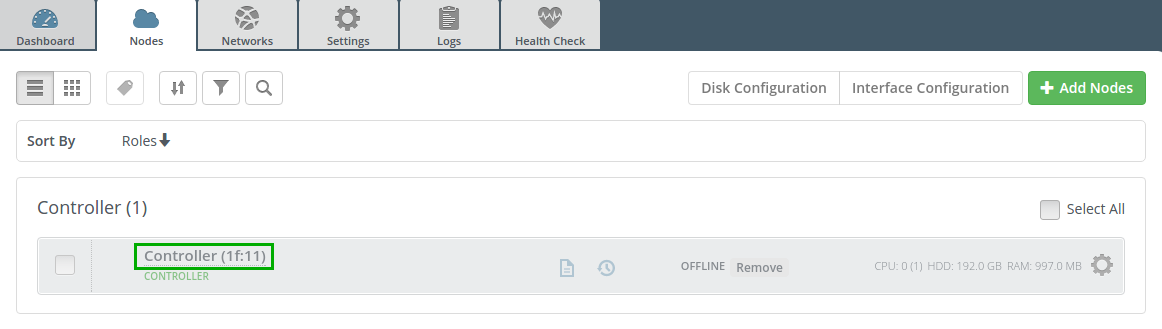 Dashboard
Nodes
Networks
Settings
Logs
Health Check
Disk Configuration
Interface Configuration
Add Nodes
Sort By
Roles
Controller (1)
Select All
Controller (1f:11)
CONTROLLER
OFFLINE
Remove
CPU: 0 (1) HDD: 192.0 GB RAM: 997.0 MB